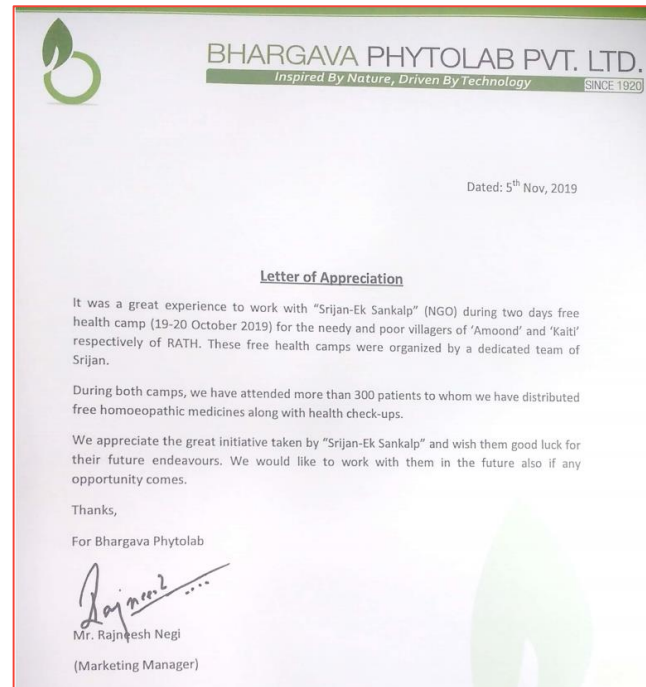 BHARGAVA PHYTOLAB PVT. LTD.
Inspired By Nature, Driven By Technology
SINCE 1920
Dated: 5th Nov, 2019
Letter of Appreciation
It was a great experience to work with "Srijan-Ek Sankalp" (NGO) during two days free
health camp (19-20 October 2019) for the needy and poor villagers of 'Amoond' and 'Kaiti'
respectively of RATH. These free health camps were organized by a dedicated team of
Srijan.
During both camps, we have attended more than 300 patients to whom we have distributed
free homoeopathic medicines along with health check-ups.
We appreciate the great initiative taken by "Srijan-Ek Sankalp" and wish them good luck for
their future endeavours. We would like to work with them in the future also if any
opportunity comes.
Thanks,
For Bhargava Phytolab
Rajneesh
Mr. Rajneesh Negi
(Marketing Manager)